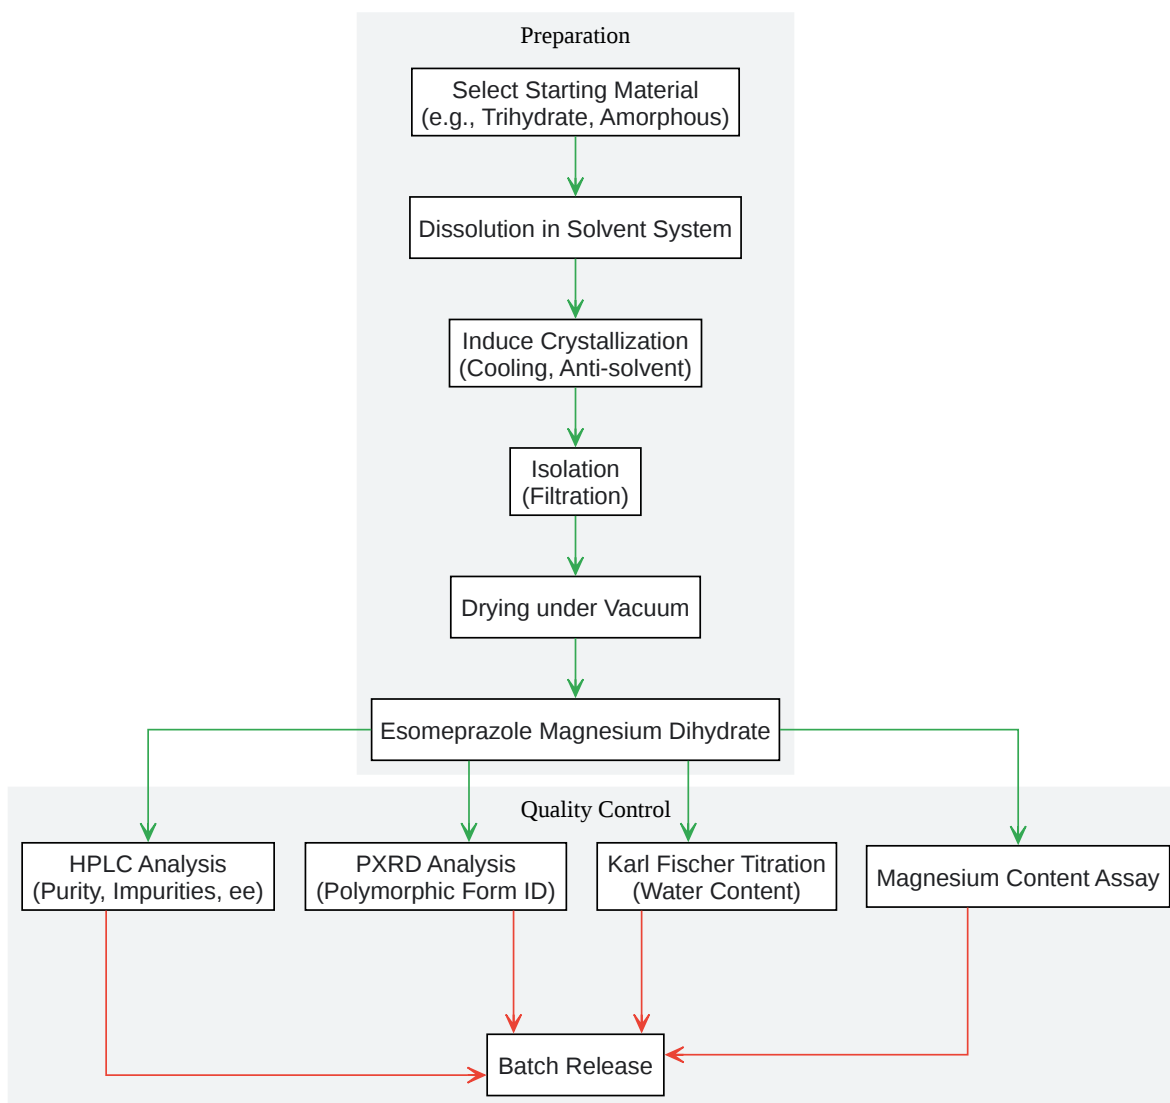 Preparation
Select Starting Material
(e.g., Trihydrate, Amorphous)
Dissolution in Solvent System
Induce Crystallization
(Cooling, Anti-solvent)
Isolation
(Filtration)
Drying under Vacuum
Esomeprazole Magnesium Dihydrate
Quality Control
HPLC Analysis
(Purity, Impurities, ee)
PXRD Analysis
(Polymorphic Form ID)
Karl Fischer Titration
(Water Content)
Magnesium Content Assay
Batch Release